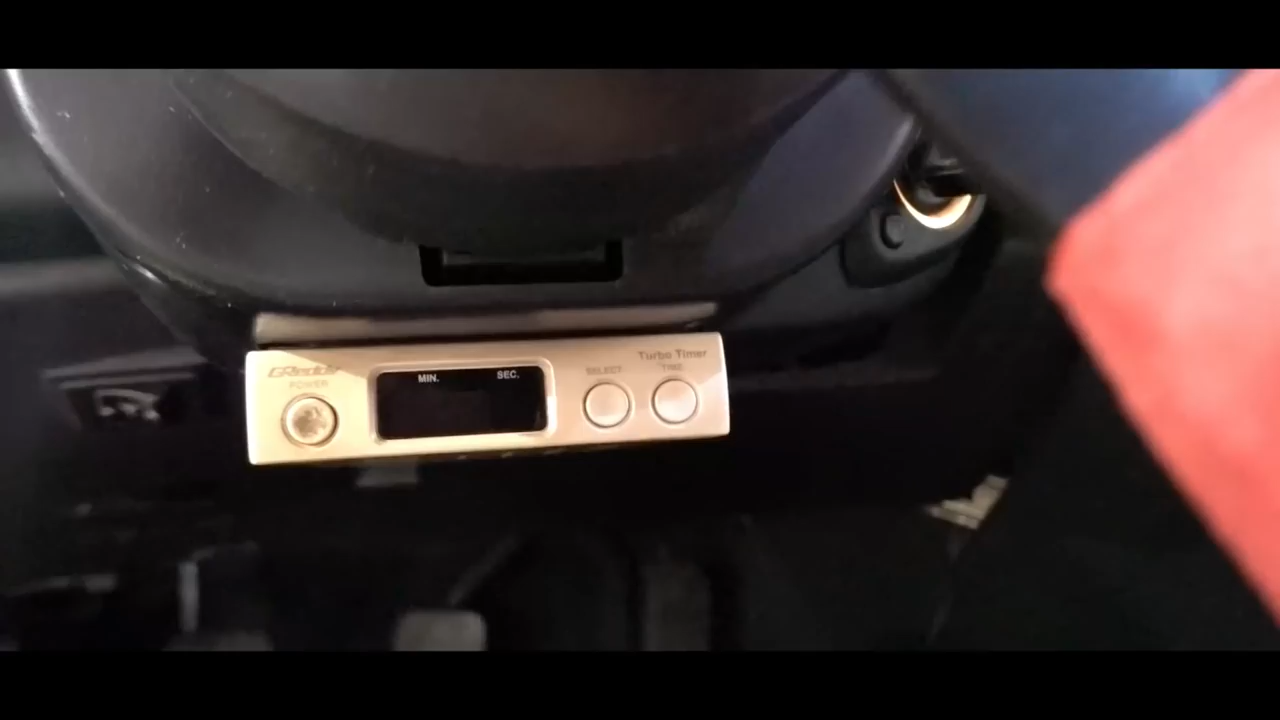 GReddy
Turbo Timer
POWER
MIN. SEC.
SELECT
TIME